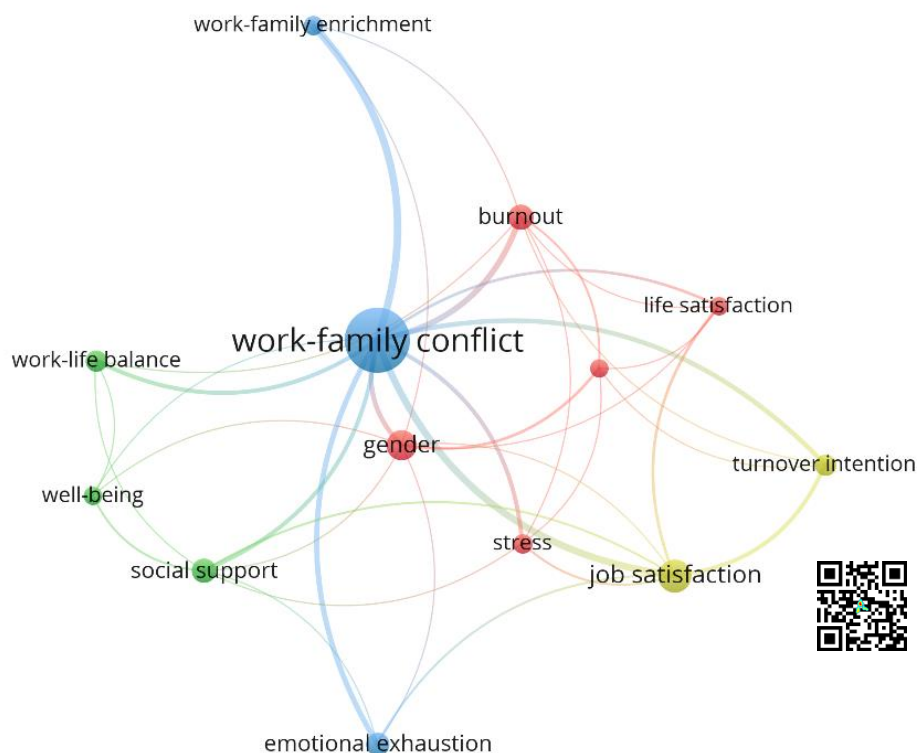 work-family enrichment
burnout
life satisfaction
work-family conflict
work-life balance
gender
turnover intention
well-being
stress
social support
job satisfaction
emotional exhaustion